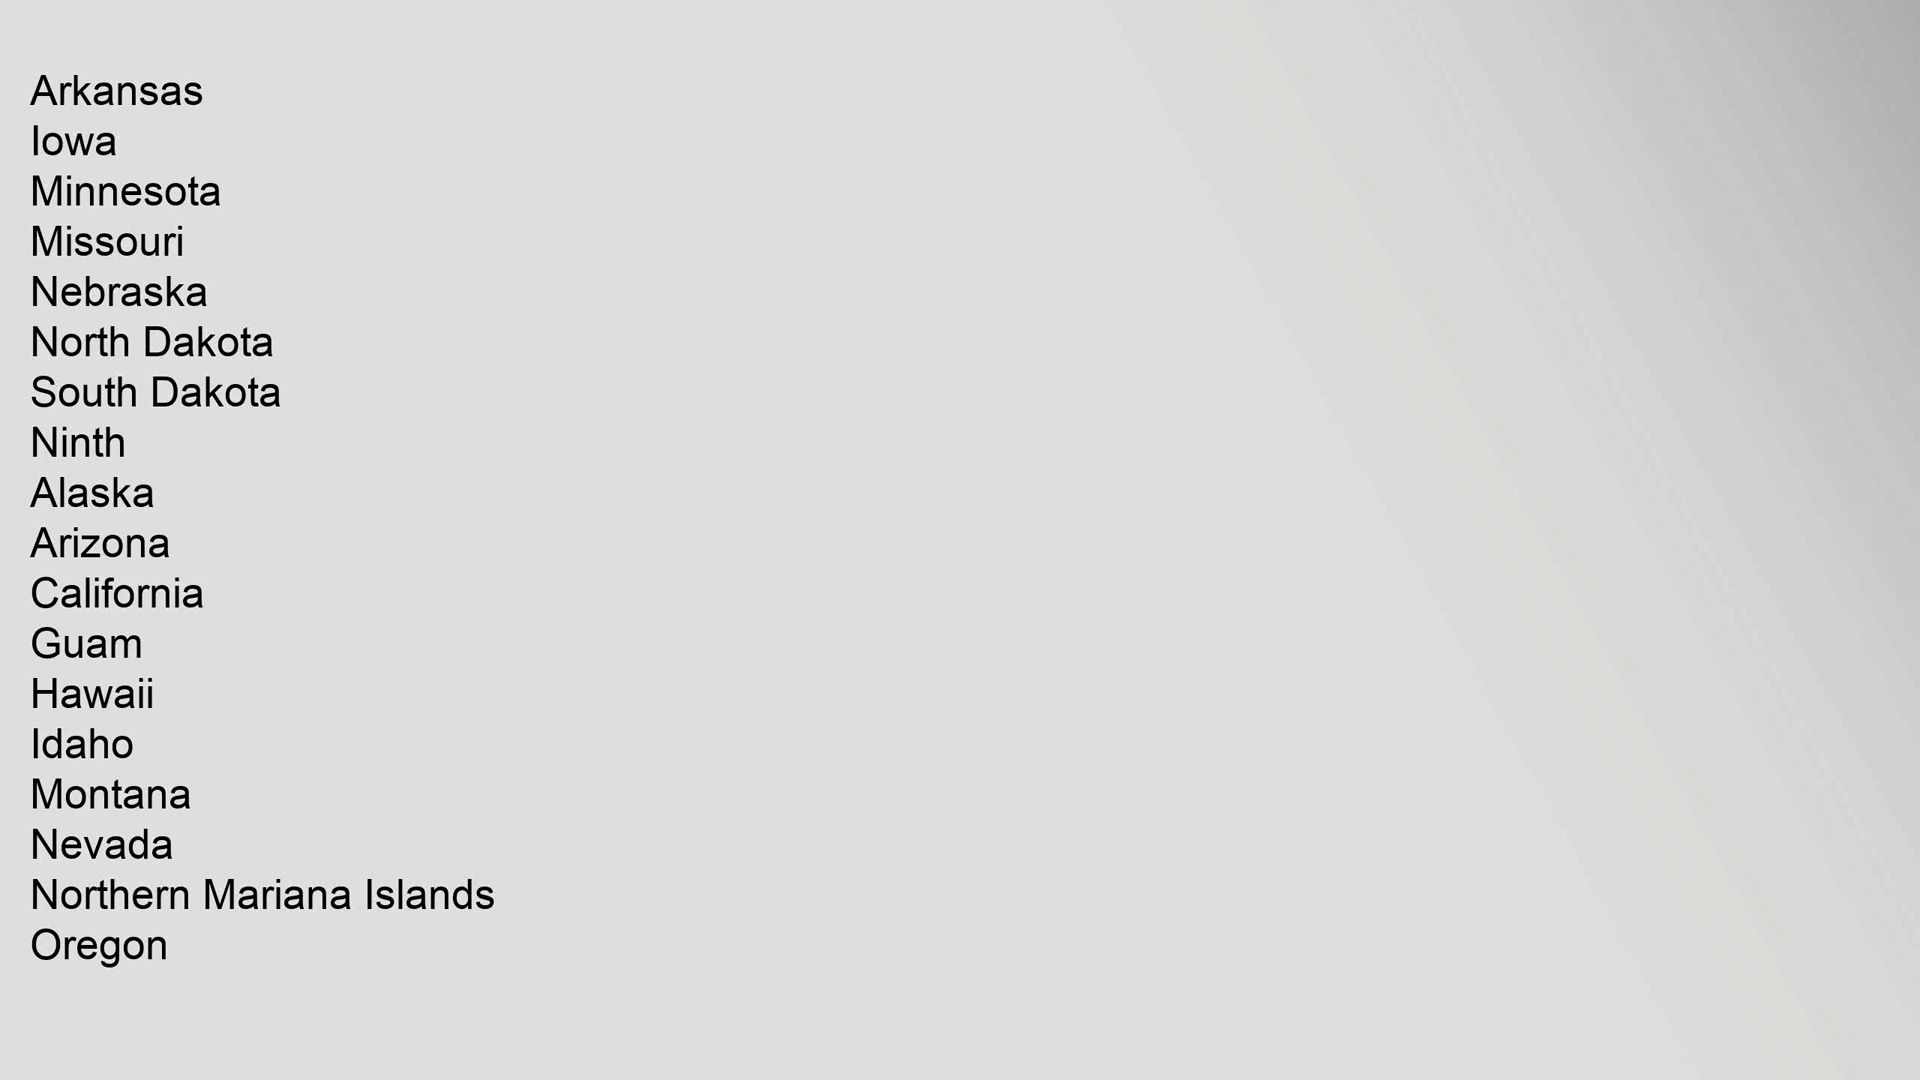 Arkansas
Iowa
Minnesota
Missouri
Nebraska
North Dakota
South Dakota
Ninth
Alaska
Arizona
California
Guam
Hawaii
Idaho
Montana
Nevada
Northern Mariana Islands
Oregon